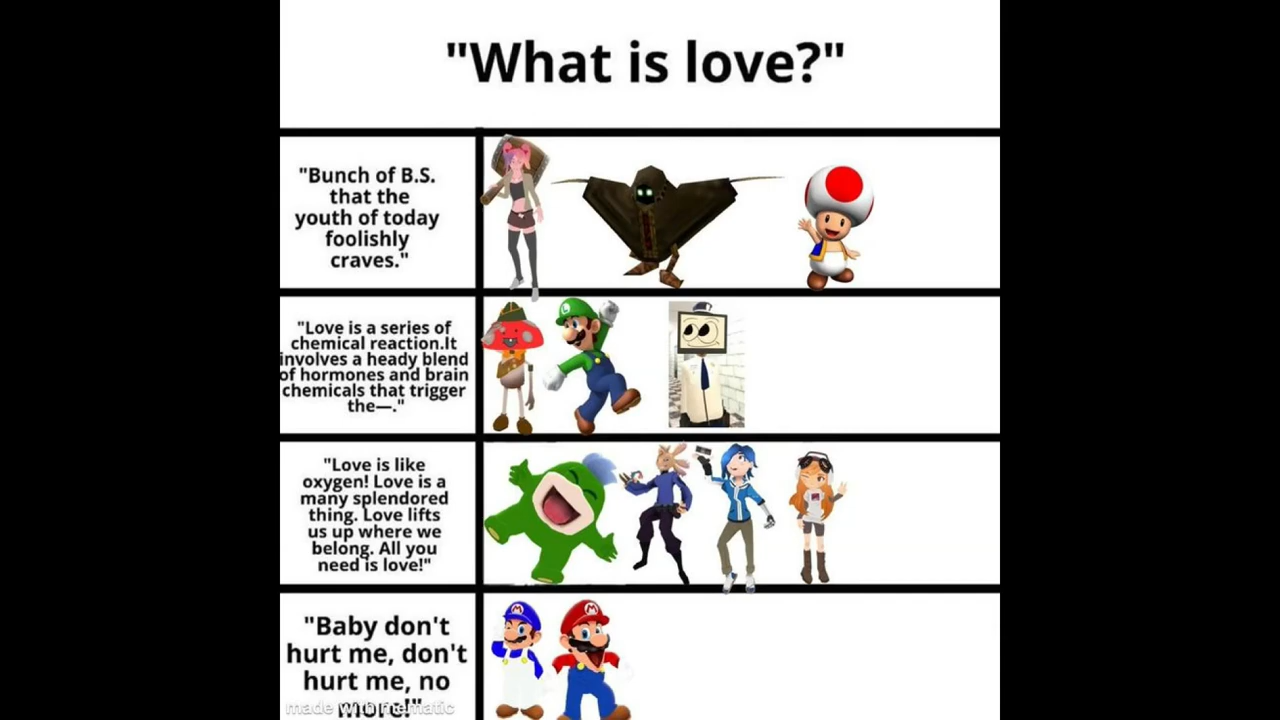 "What is love?"
"Bunch of B.S.
that the
youth of today
foolishly
craves."
"Love is a series of
chemical reaction.It
involves a heady blend
of hormones and brain
chemicals that trigger
the—."
"Love is like
oxygen! Love is a
many splendored
thing. Love lifts
us up where we
belong. All you
need is love!"
"Baby don't
hurt me, don't
hurt me, no
more!"
made with mematic